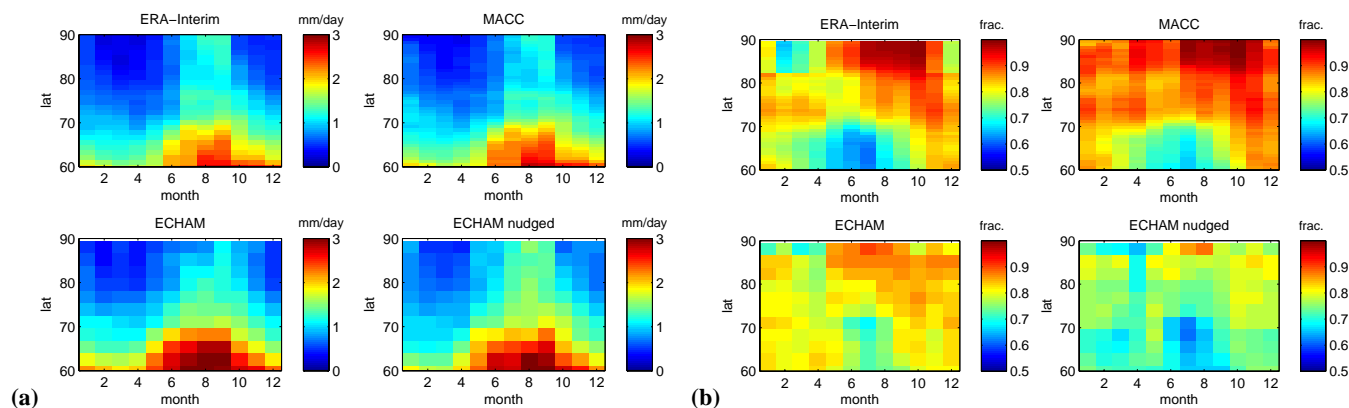 (a)
ERA−Interim
mm/day
lat
90
80
70
60
2 4 6 8 10 12
month
3
2
1
0
MACC
mm/day
lat
90
80
70
60
2 4 6 8 10 12
month
3
2
1
0
ECHAM
mm/day
lat
90
80
70
60
2 4 6 8 10 12
month
3
2
1
0
ECHAM nudged
mm/day
lat
90
80
70
60
2 4 6 8 10 12
month
3
2
1
0
(b)
ERA−Interim
frac.
lat
90
80
70
60
2 4 6 8 10 12
month
0.9
0.8
0.7
0.6
0.5
MACC
frac.
lat
90
80
70
60
2 4 6 8 10 12
month
0.9
0.8
0.7
0.6
0.5
ECHAM
frac.
lat
90
80
70
60
2 4 6 8 10 12
month
0.9
0.8
0.7
0.6
0.5
ECHAM nudged
frac.
lat
90
80
70
60
2 4 6 8 10 12
month
0.9
0.8
0.7
0.6
0.5